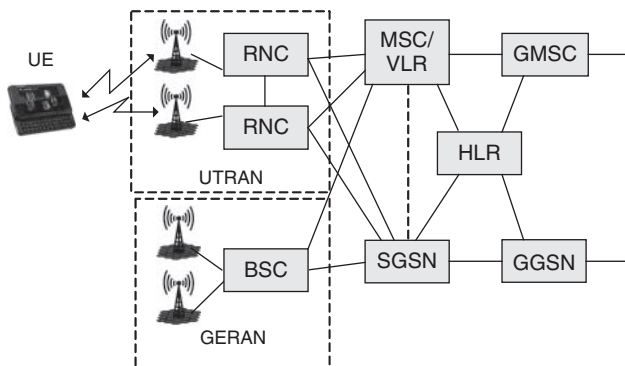 UE
RNC
RNC
UTRAN
BSC
GERAN
MSC/
VLR
GMSC
HLR
SGSN
GGSN